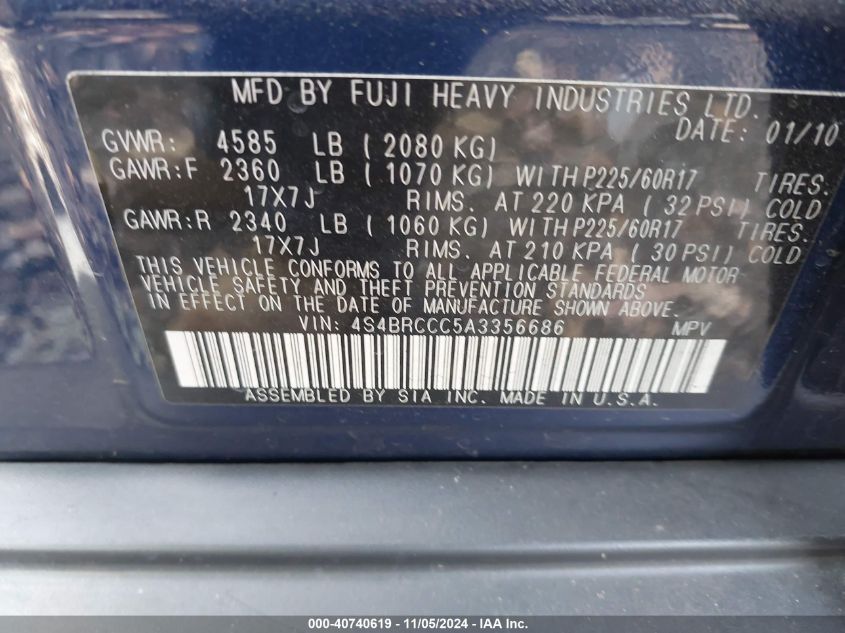 MFD BY FUJI HEAVY INDUSTRIES LTD.
DATE: 01/10
GVWR: 4585 LB ( 2080 KG)
GAWR:F 2360 LB ( 1070 KG) WITH P225/60R17 TIRES.
17X7J RIMS. AT 220 KPA ( 32 PSI) COLD
GAWR:R 2340 LB ( 1060 KG) WITH P225/60R17 TIRES.
17X7J RIMS. AT 210 KPA ( 30 PSI) COLD
THIS VEHICLE CONFORMS TO ALL APPLICABLE FEDERAL MOTOR
VEHICLE SAFETY AND THEFT PREVENTION STANDARDS
IN EFFECT ON THE DATE OF MANUFACTURE SHOWN ABOVE.
VIN: 4S4BRCCC5A3356686 MPV
ASSEMBLED BY SIA INC. MADE IN U.S.A.
000-40740619 - 11/05/2024 - IAA Inc.